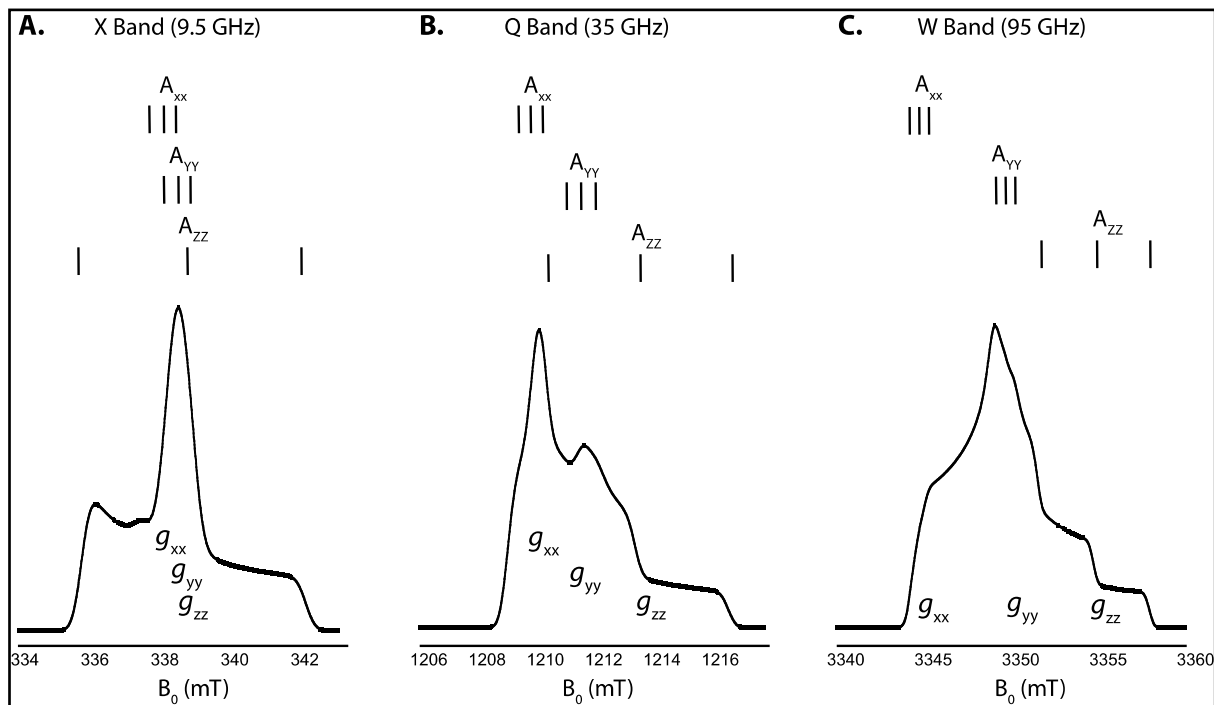 A. X Band (9.5 GHz)
A_xx
A_YY
A_ZZ
g_xx
g_yy
g_zz
334 336 338 340 342
B_0 (mT)
B. Q Band (35 GHz)
A_xx
A_YY
A_ZZ
g_xx
g_yy
g_zz
1206 1208 1210 1212 1214 1216
B_0 (mT)
C. W Band (95 GHz)
A_xx
A_YY
A_ZZ
g_xx g_yy g_zz
3340 3345 3350 3355 3360
B_0 (mT)